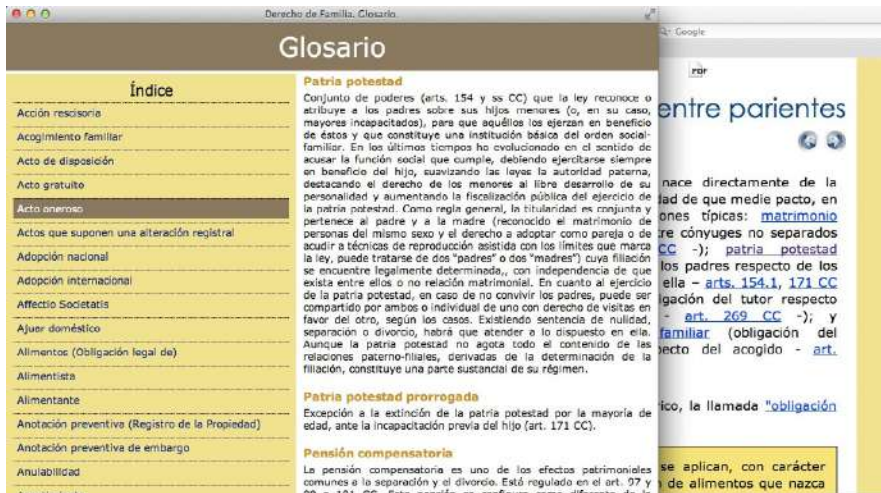 Derecho de Familia. Glosario.
Glosario
Índice
Acción rescisoria
Acogimiento familiar
Acto de disposición
Acto gratuito
Acto oneroso
Actos que suponen una alteración registral
Adopción nacional
Adopción internacional
Affectio Societatis
Ajuar doméstico
Alimentos (Obligación legal de)
Alimentista
Alimentante
Anotación preventiva (Registro de la Propiedad)
Anotación preventiva de embargo
Anulabilidad
Patria potestad
Conjunto de poderes (arts. 154 y ss CC) que la ley reconoce o
atribuye a los padres sobre sus hijos menores (o, en su caso,
mayores incapacitados), para que aquéllos los ejerzan en beneficio
de éstos y que constituye una institución básica del orden social-
familiar. En los últimos tiempos ha evolucionado en el sentido de
acusar la función social que cumple, debiendo ejercitarse siempre
en beneficio del hijo, suavizando las leyes la autoridad paterna,
destacando el derecho de los menores al libre desarrollo de su
personalidad y aumentando la fiscalización pública del ejercicio de
la patria potestad. Como regla general, la titularidad es conjunta y
pertenece al padre y a la madre (reconocido el matrimonio de
personas del mismo sexo y el derecho a adoptar como pareja o de
acudir a técnicas de reproducción asistida con los límites que marca
la ley, puede tratarse de dos "padres" o dos "madres") cuya filiación
se encuentre legalmente determinada,, con independencia de que
exista entre ellos o no relación matrimonial. En cuanto al ejercicio
de la patria potestad, en caso de no convivir los padres, puede ser
compartido por ambos o individual de uno con derecho de visitas en
favor del otro, según los casos. Existiendo sentencia de nulidad,
separación o divorcio, habrá que atender a lo dispuesto en ella.
Aunque la patria potestad no agota todo el contenido de las
relaciones paterno-filiales, derivadas de la determinación de la
filiación, constituye una parte sustancial de su régimen.
Patria potestad prorrogada
Excepción a la extinción de la patria potestad por la mayoría de
edad, ante la incapacitación previa del hijo (art. 171 CC).
Pensión compensatoria
La pensión compensatoria es uno de los efectos patrimoniales
comunes a la separación y el divorcio. Está regulado en el art. 97 y
Google
PDF
entre parientes
nace directamente de la
dad de que medie pacto, en
ones típicas: matrimonio
re cónyuges no separados
CC -); patria potestad
los padres respecto de los
ella – arts. 154.1, 171 CC
igación del tutor respecto
- art. 269 CC -); y
familiar (obligación del
pecto del acogido - art.
rico, la llamada "obligación
se aplican, con carácter
de alimentos que nazca